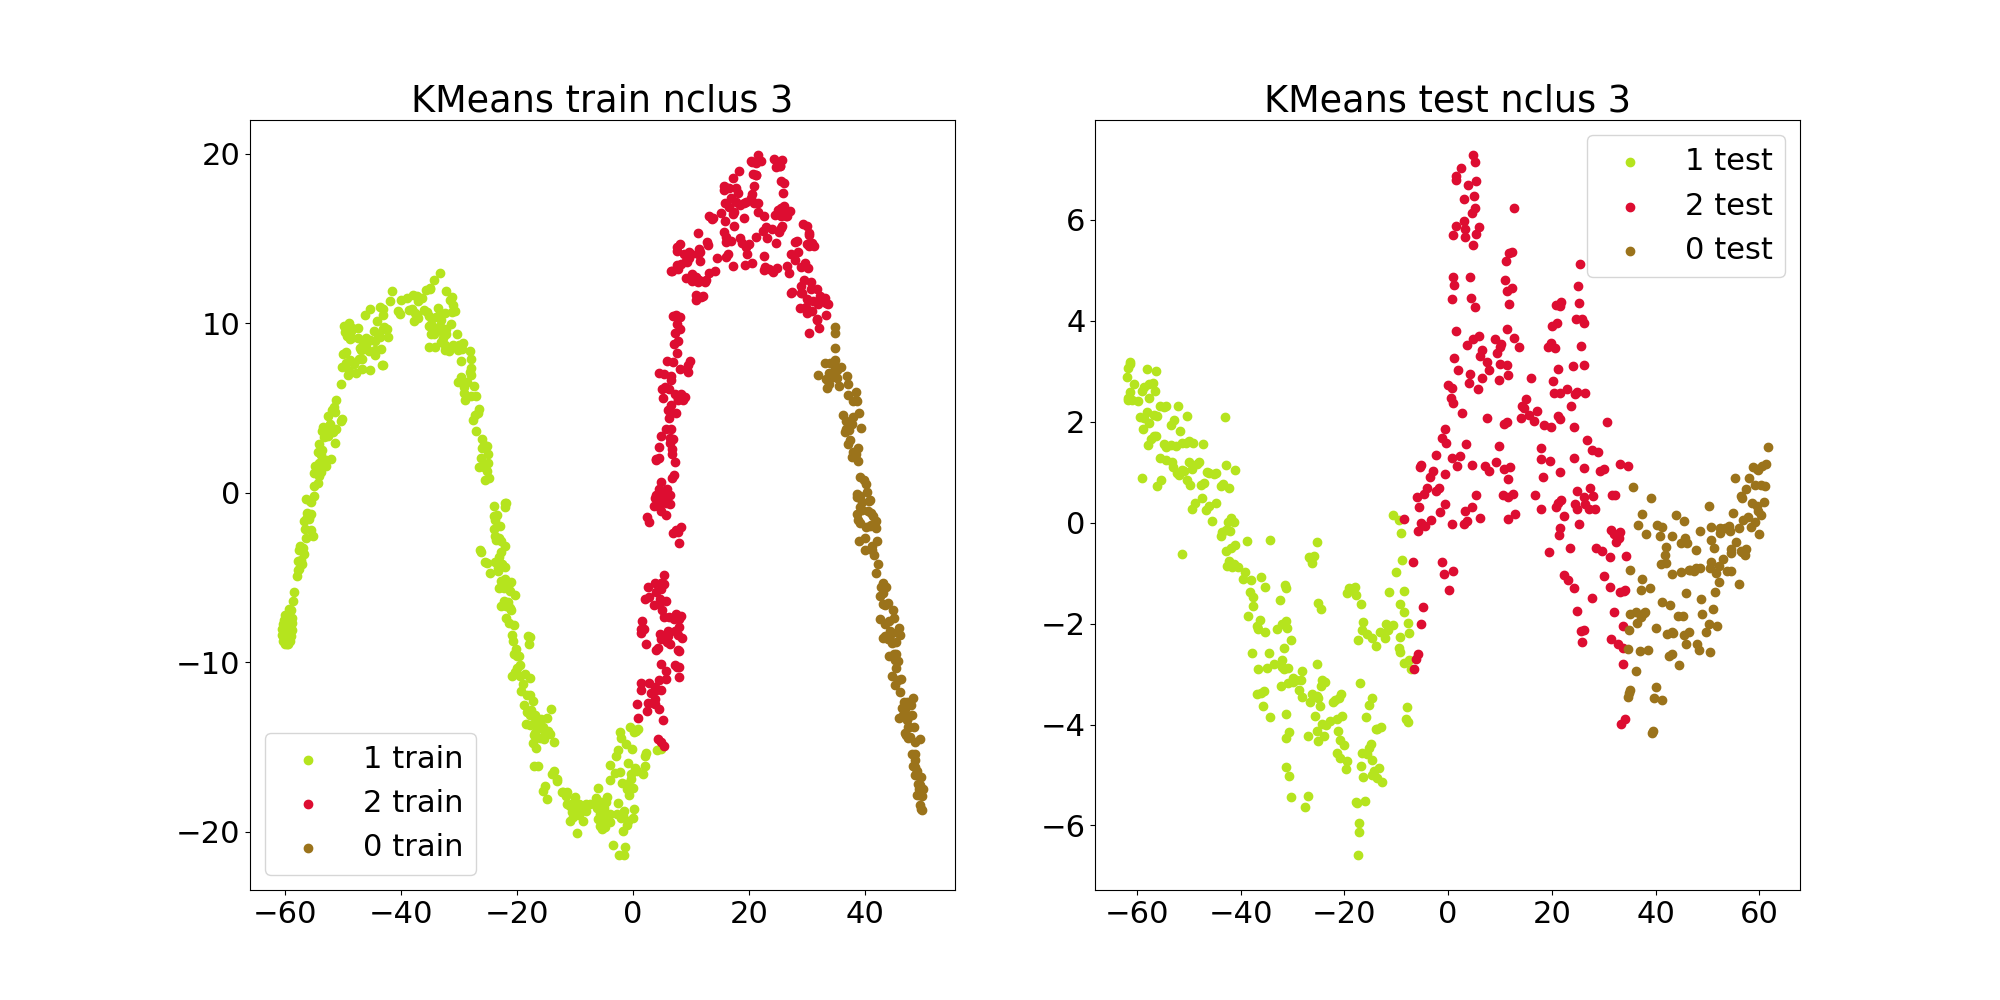 KMeans train nclus 3
20
10
0
−10
−20
−60 −40 −20 0 20 40
1 train
2 train
0 train
KMeans test nclus 3
6
4
2
0
−2
−4
−6
−60 −40 −20 0 20 40 60
1 test
2 test
0 test